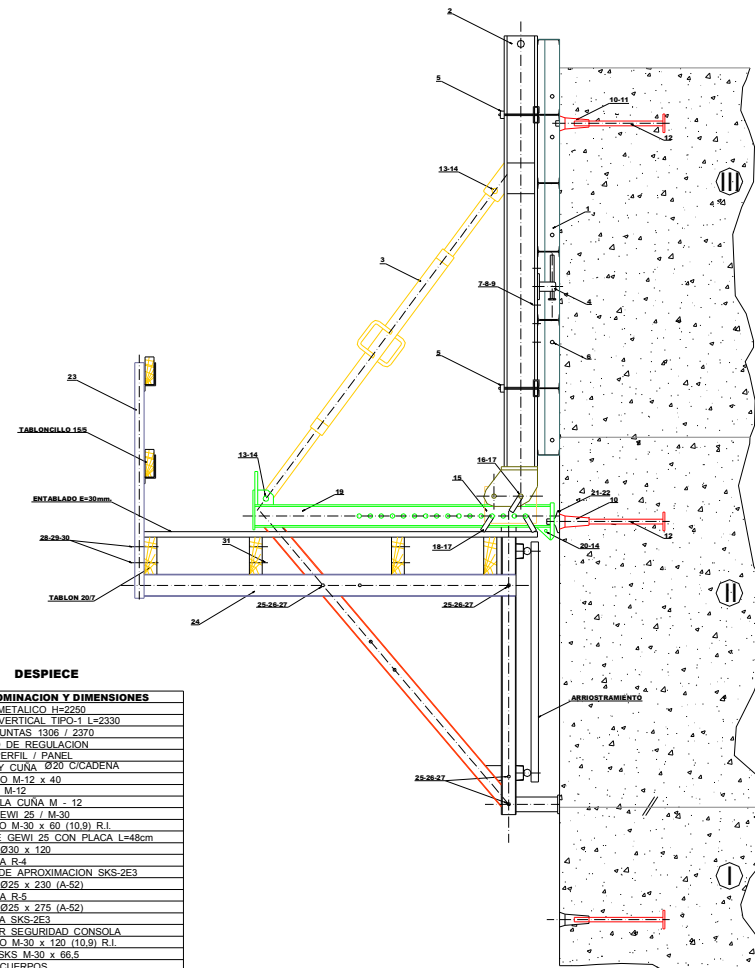 2
5
10-11
12
13-14
III
1
3
7-8-9
4
6
23
5
TABLONCILLO 15/5
16-17
13-14
15
19
21-22
10
ENTABLADO E=30mm.
12
28-29-30
18-17
20-14
31
TABLON 20/7
25-26-27
25-26-27
24
II
ARRIOSTRAMIENTO
25-26-27
I
DESPIECE
OMINACION Y DIMENSIONES
METALICO H=2250
VERTICAL TIPO-1 L=2330
UNTAS 1306 / 2370
DE REGULACION
PERFIL / PANEL
Y CUÑA Ø20 C/CADENA
O M-12 x 40
M-12
LA CUÑA M - 12
EWI 25 / M-30
O M-30 x 60 (10,9) R.I.
E GEWI 25 CON PLACA L=48cm
Ø30 x 120
A R-4
DE APROXIMACION SKS-2E3
Ø25 x 230 (A-52)
A R-5
Ø25 x 275 (A-52)
A SKS-2E3
R SEGURIDAD CONSOLA
O M-30 x 120 (10,9) R.I.
SKS M-30 x 66,5
CUERPOS